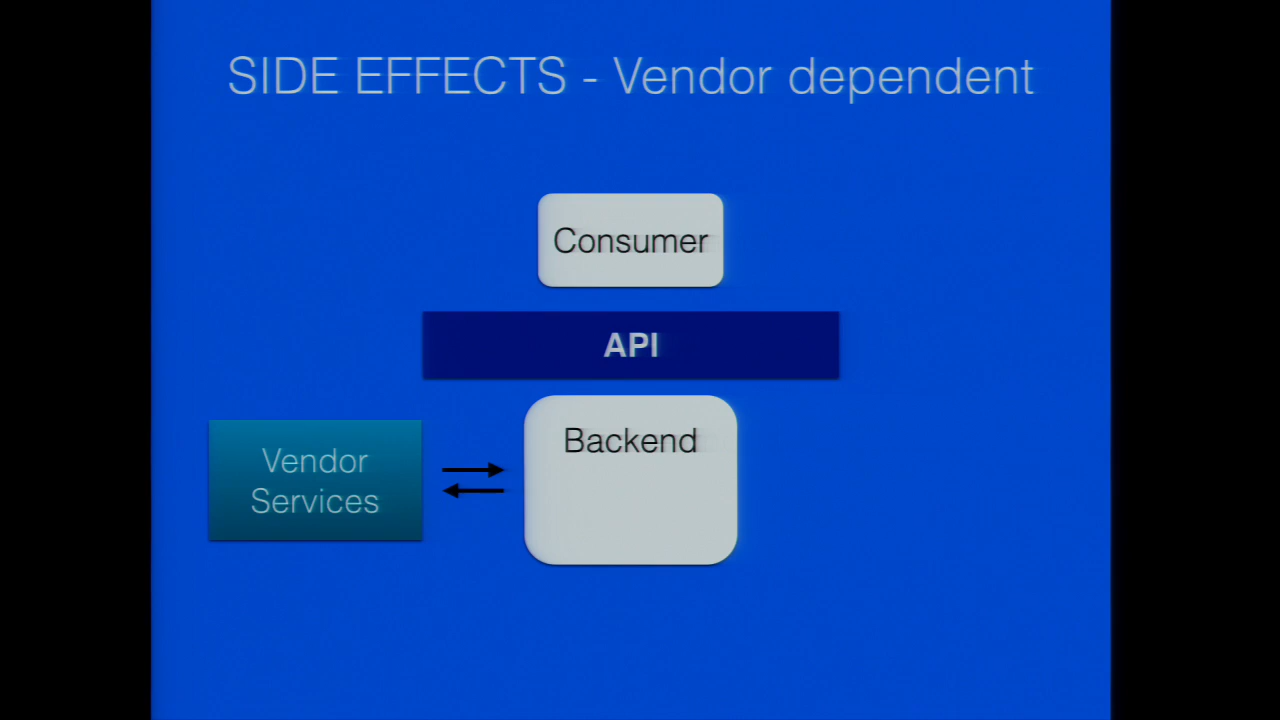 SIDE EFFECTS - Vendor dependent
Consumer
API
Backend
Vendor
Services